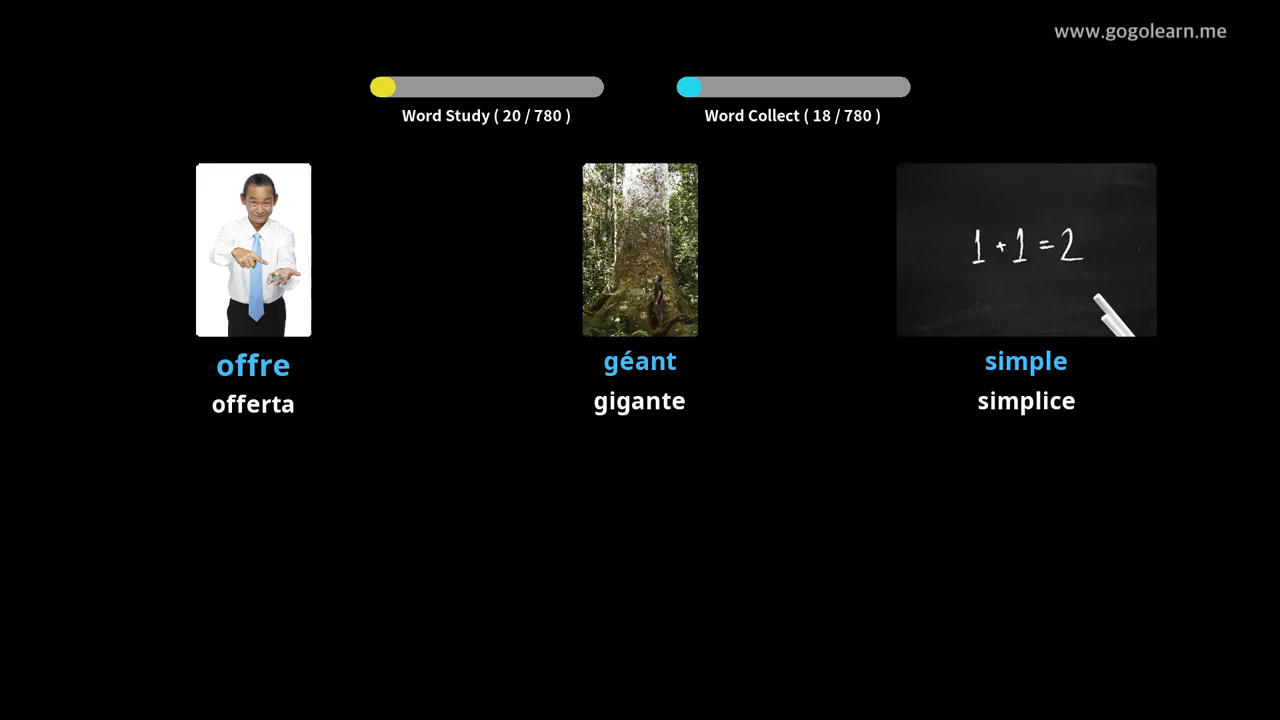 www.gogolearn.me
Word Study ( 20 / 780 )
Word Collect ( 18 / 780 )
1 + 1 = 2
offre
offerta
géant
gigante
simple
simplice